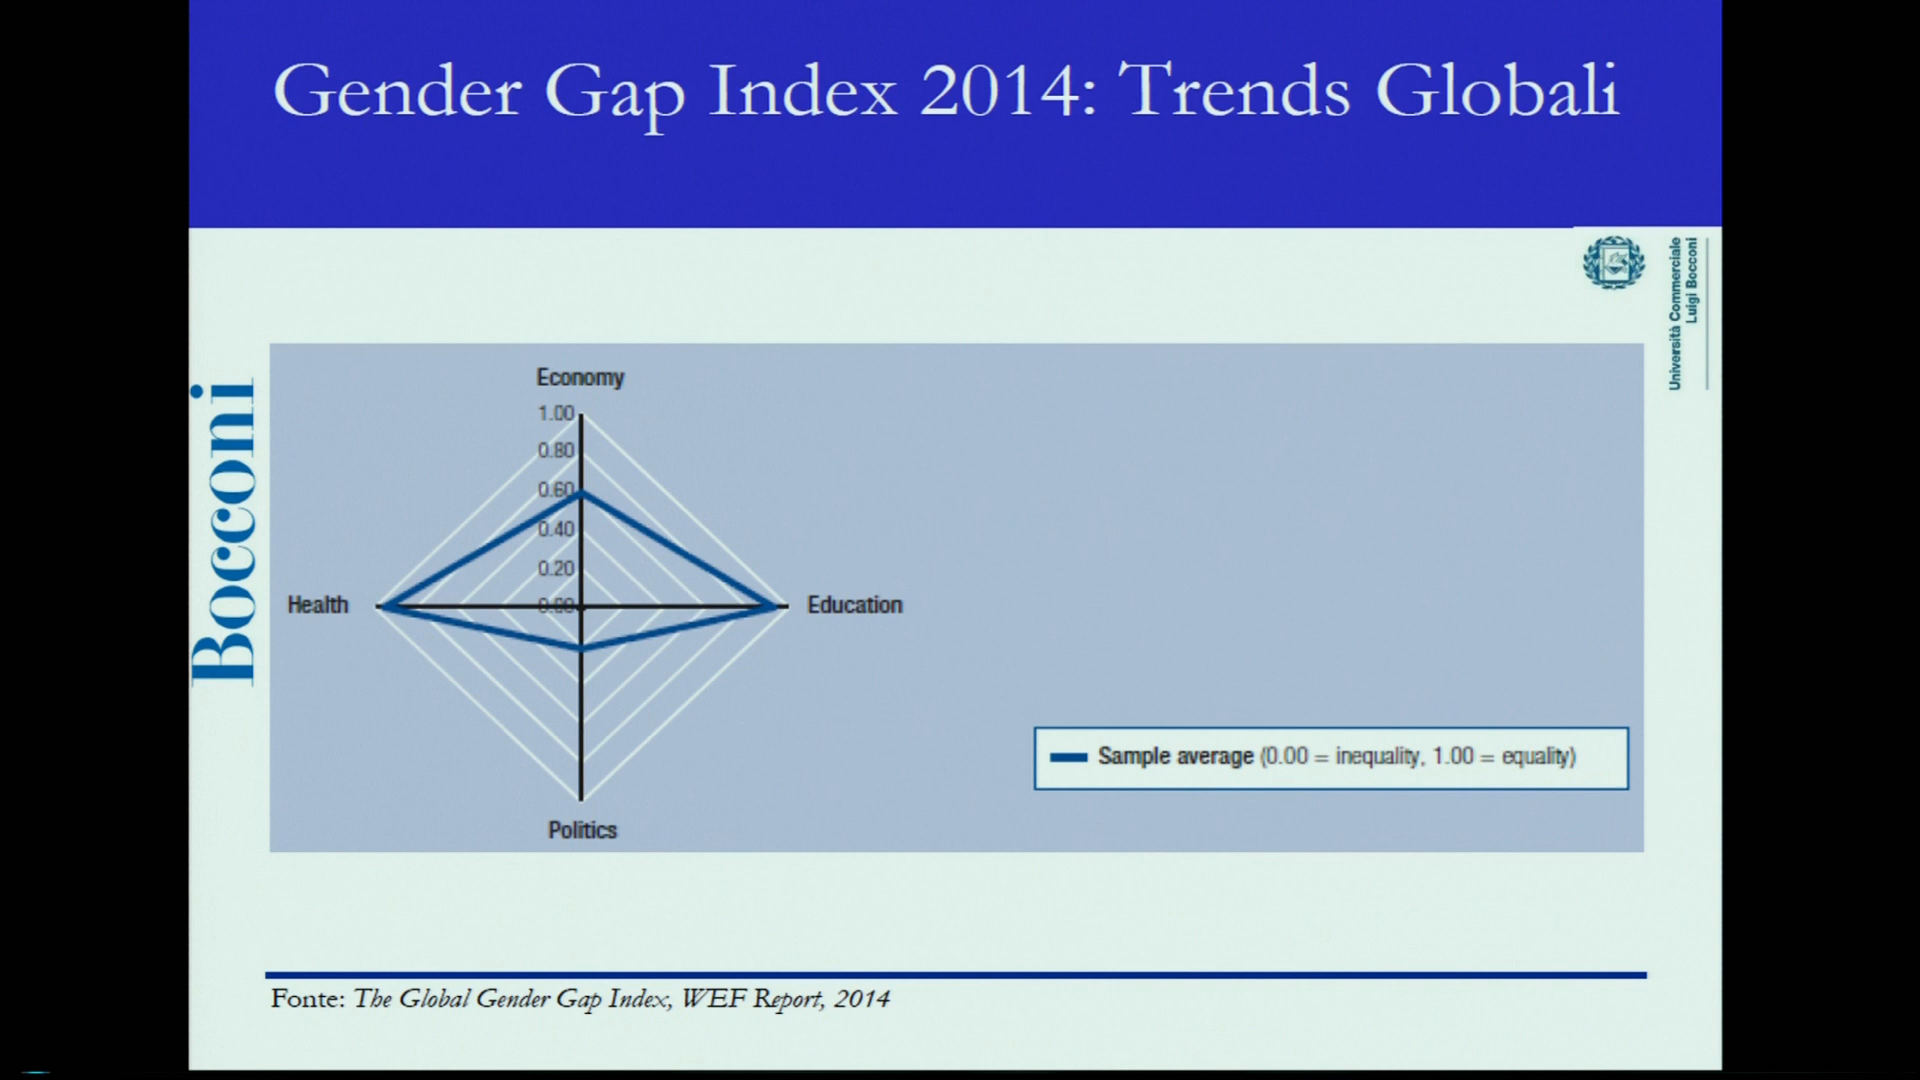 Gender Gap Index 2014: Trends Globali
Università Commerciale
Luigi Bocconi
Bocconi
Economy
1.00
0.80
0.60
0.40
0.20
0.00
Health
Education
Politics
Sample average (0.00 = inequality, 1.00 = equality)
Fonte: The Global Gender Gap Index, WEF Report, 2014